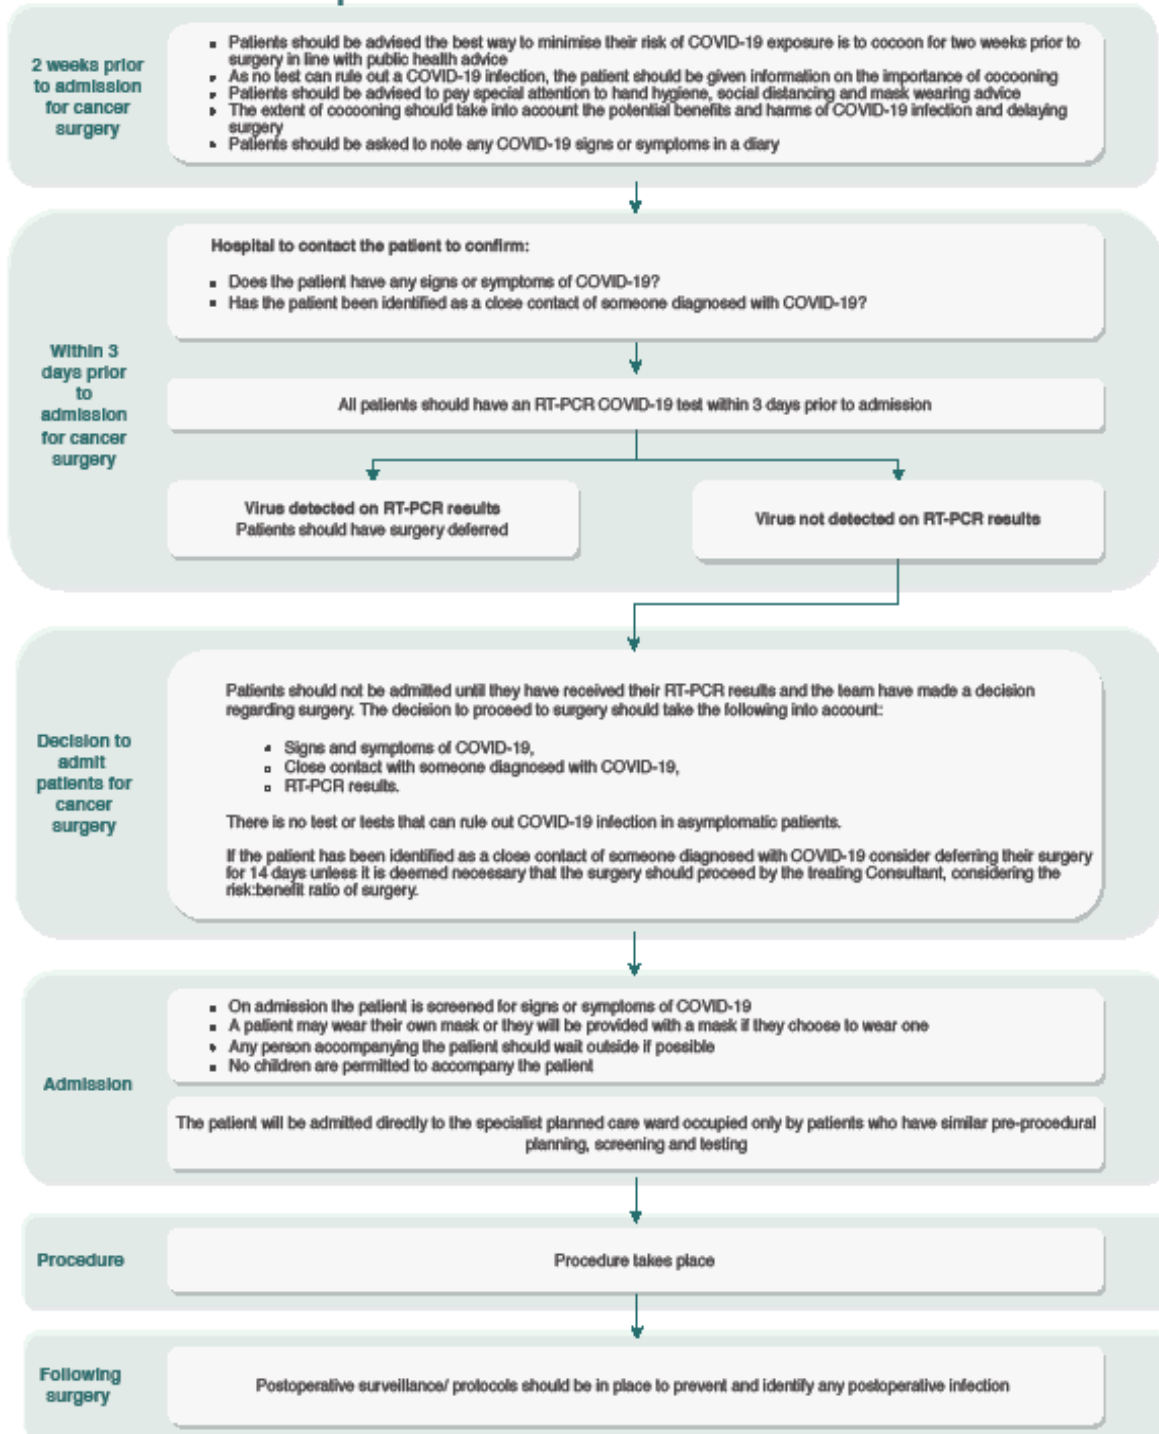 2 weeks prior
to admission
for cancer
surgery
Patients should be advised the best way to minimise their risk of COVID-19 exposure is to cocoon for two weeks prior to
surgery in line with public health advice
As no test can rule out a COVID-19 infection, the patient should be given information on the importance of cocooning
Patients should be advised to pay special attention to hand hygiene, social distancing and mask wearing advice
The extent of cocooning should take into account the potential benefits and harms of COVID-19 infection and delaying
surgery
Patients should be asked to note any COVID-19 signs or symptoms in a diary
Within 3
days prior
to
admission
for cancer
surgery
Hospital to contact the patient to confirm:
Does the patient have any signs or symptoms of COVID-19?
Has the patient been identified as a close contact of someone diagnosed with COVID-19?
All patients should have an RT-PCR COVID-19 test within 3 days prior to admission
Virus detected on RT-PCR results
Patients should have surgery deferred
Virus not detected on RT-PCR results
Decision to
admit
patients for
cancer
surgery
Patients should not be admitted until they have received their RT-PCR results and the team have made a decision
regarding surgery. The decision to proceed to surgery should take the following into account:
Signs and symptoms of COVID-19,
Close contact with someone diagnosed with COVID-19,
RT-PCR results.
There is no test or tests that can rule out COVID-19 infection in asymptomatic patients.
If the patient has been identified as a close contact of someone diagnosed with COVID-19 consider deferring their surgery
for 14 days unless it is deemed necessary that the surgery should proceed by the treating Consultant, considering the
risk:benefit ratio of surgery.
Admission
On admission the patient is screened for signs or symptoms of COVID-19
A patient may wear their own mask or they will be provided with a mask if they choose to wear one
Any person accompanying the patient should wait outside if possible
No children are permitted to accompany the patient
The patient will be admitted directly to the specialist planned care ward occupied only by patients who have similar pre-procedural
planning, screening and testing
Procedure
Procedure takes place
Following
surgery
Postoperative surveillance/ protocols should be in place to prevent and identify any postoperative infection